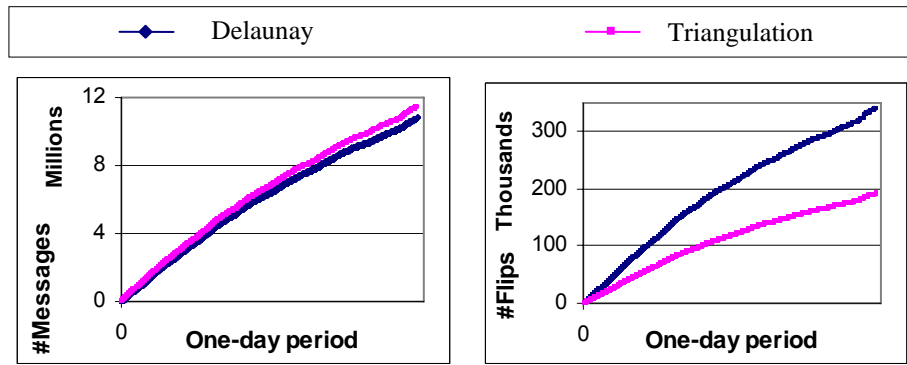 Delaunay
Triangulation
#Messages Millions
12
8
4
0
0
One-day period
#Flips Thousands
300
200
100
0
0
One-day period